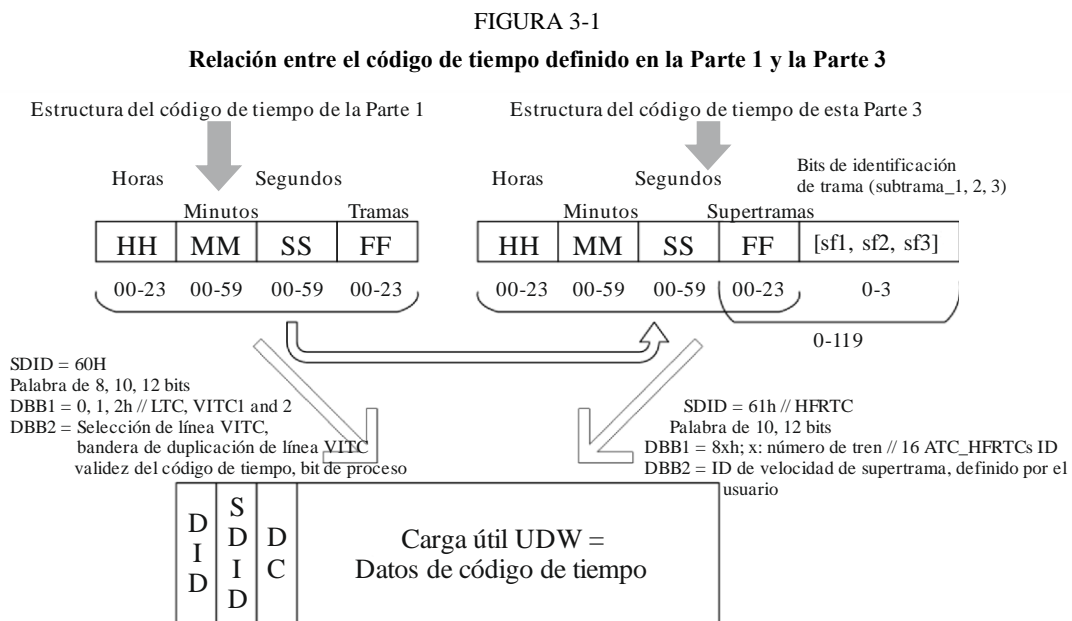 FIGURA 3-1
Relación entre el código de tiempo definido en la Parte 1 y la Parte 3
Estructura del código de tiempo de la Parte 1
Estructura del código de tiempo de esta Parte 3
Horas
Segundos
Minutos
Tramas
HH MM SS FF
00-23 00-59 00-59 00-23
Bits de identificación
de trama (subtrama_1, 2, 3)
Horas
Segundos
Minutos
Supertramas
HH MM SS FF [sf1, sf2, sf3]
00-23 00-59 00-59 00-23 0-3
0-119
SDID = 60H
Palabra de 8, 10, 12 bits
DBB1 = 0, 1, 2h // LTC, VITC1 and 2
DBB2 = Selección de línea VITC,
bandera de duplicación de línea VITC
validez del código de tiempo, bit de proceso
SDID = 61h // HFRTC
Palabra de 10, 12 bits
DBB1 = 8xh; x: número de tren // 16 ATC_HFRTCs ID
DBB2 = ID de velocidad de supertrama, definido por el
usuario
DID
SDID
DC
Carga útil UDW =
Datos de código de tiempo